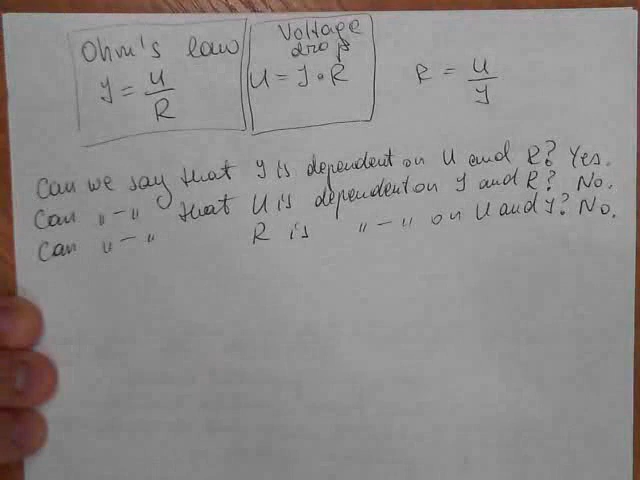 Ohm's law
I = U/R
Voltage
drops
U = I • R
R = U/I
Can we say that I is dependent on U and R? Yes.
Can "-" that U is dependent on I and R? No.
Can "-" R is "-" on U and I? No.